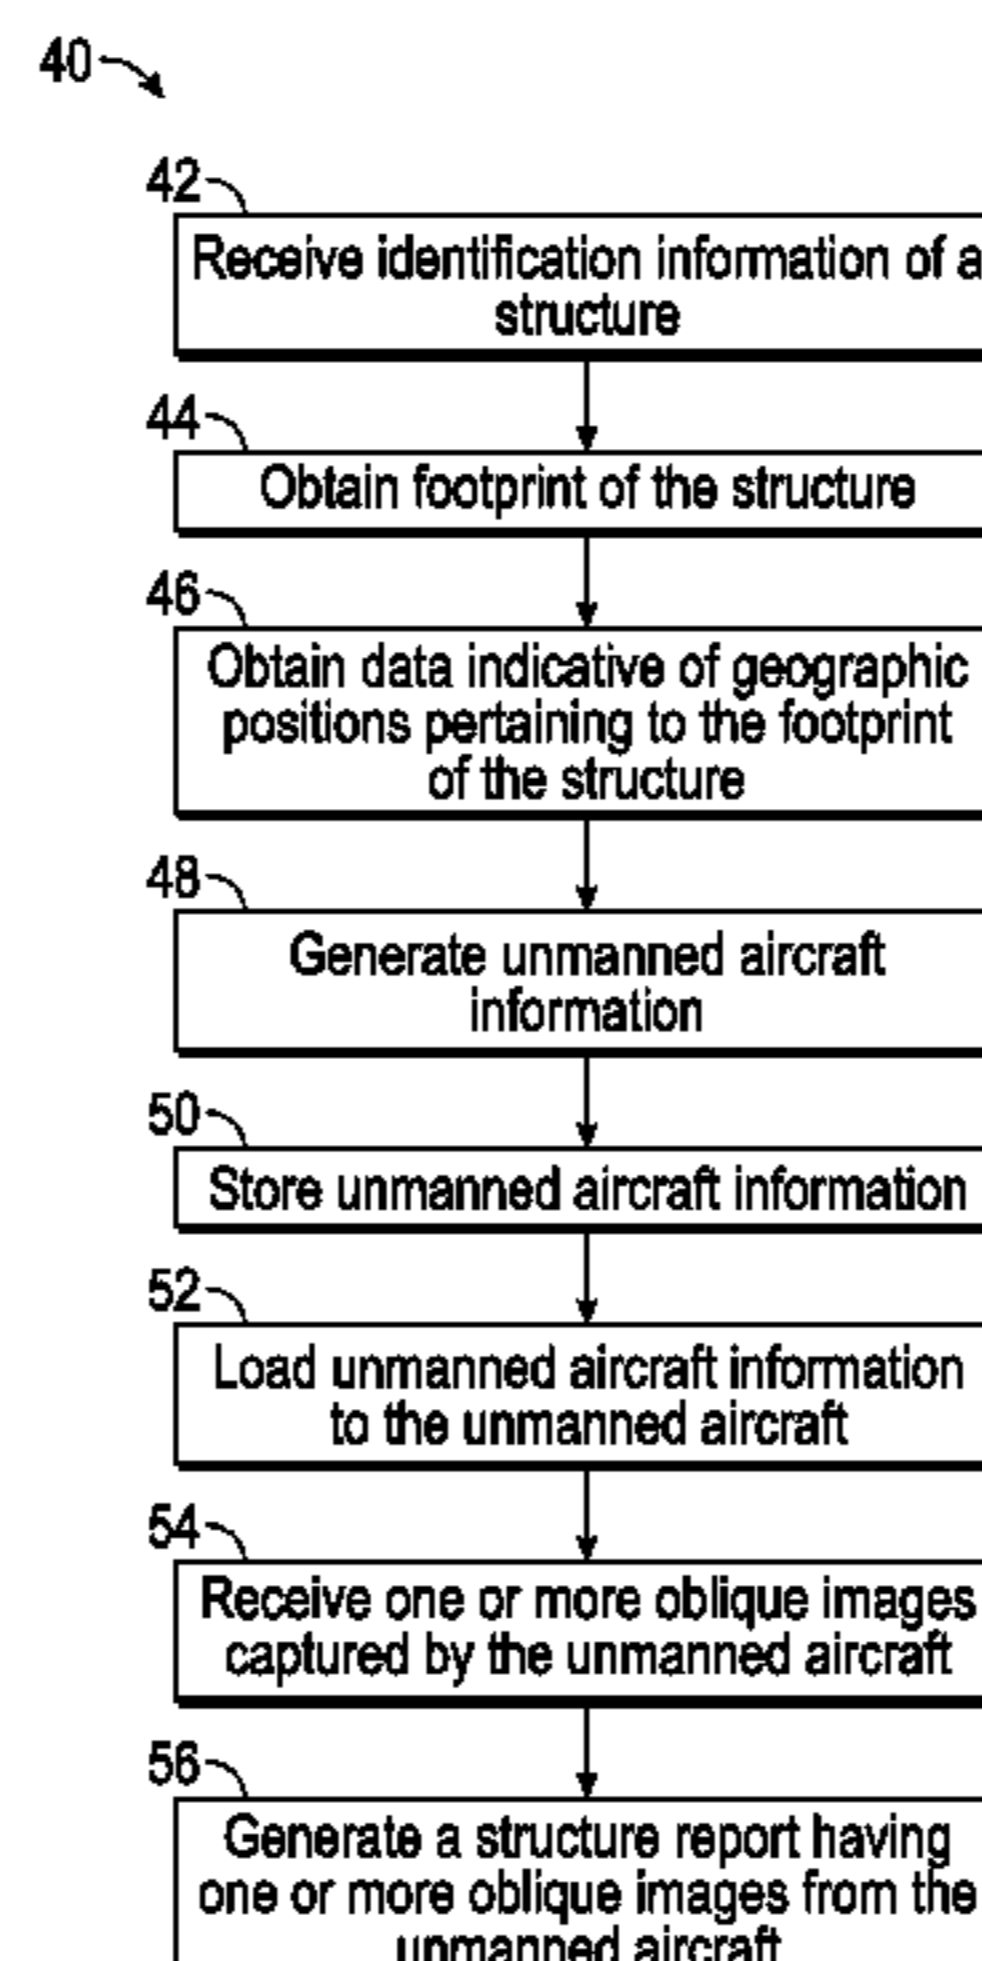 40
42
Receive identification information of a
structure
44
Obtain footprint of the structure
46
Obtain data indicative of geographic
positions pertaining to the footprint
of the structure
48
Generate unmanned aircraft
information
50
Store unmanned aircraft information
52
Load unmanned aircraft information
to the unmanned aircraft
54
Receive one or more oblique images
captured by the unmanned aircraft
56
Generate a structure report having
one or more oblique images from the
unmanned aircraft